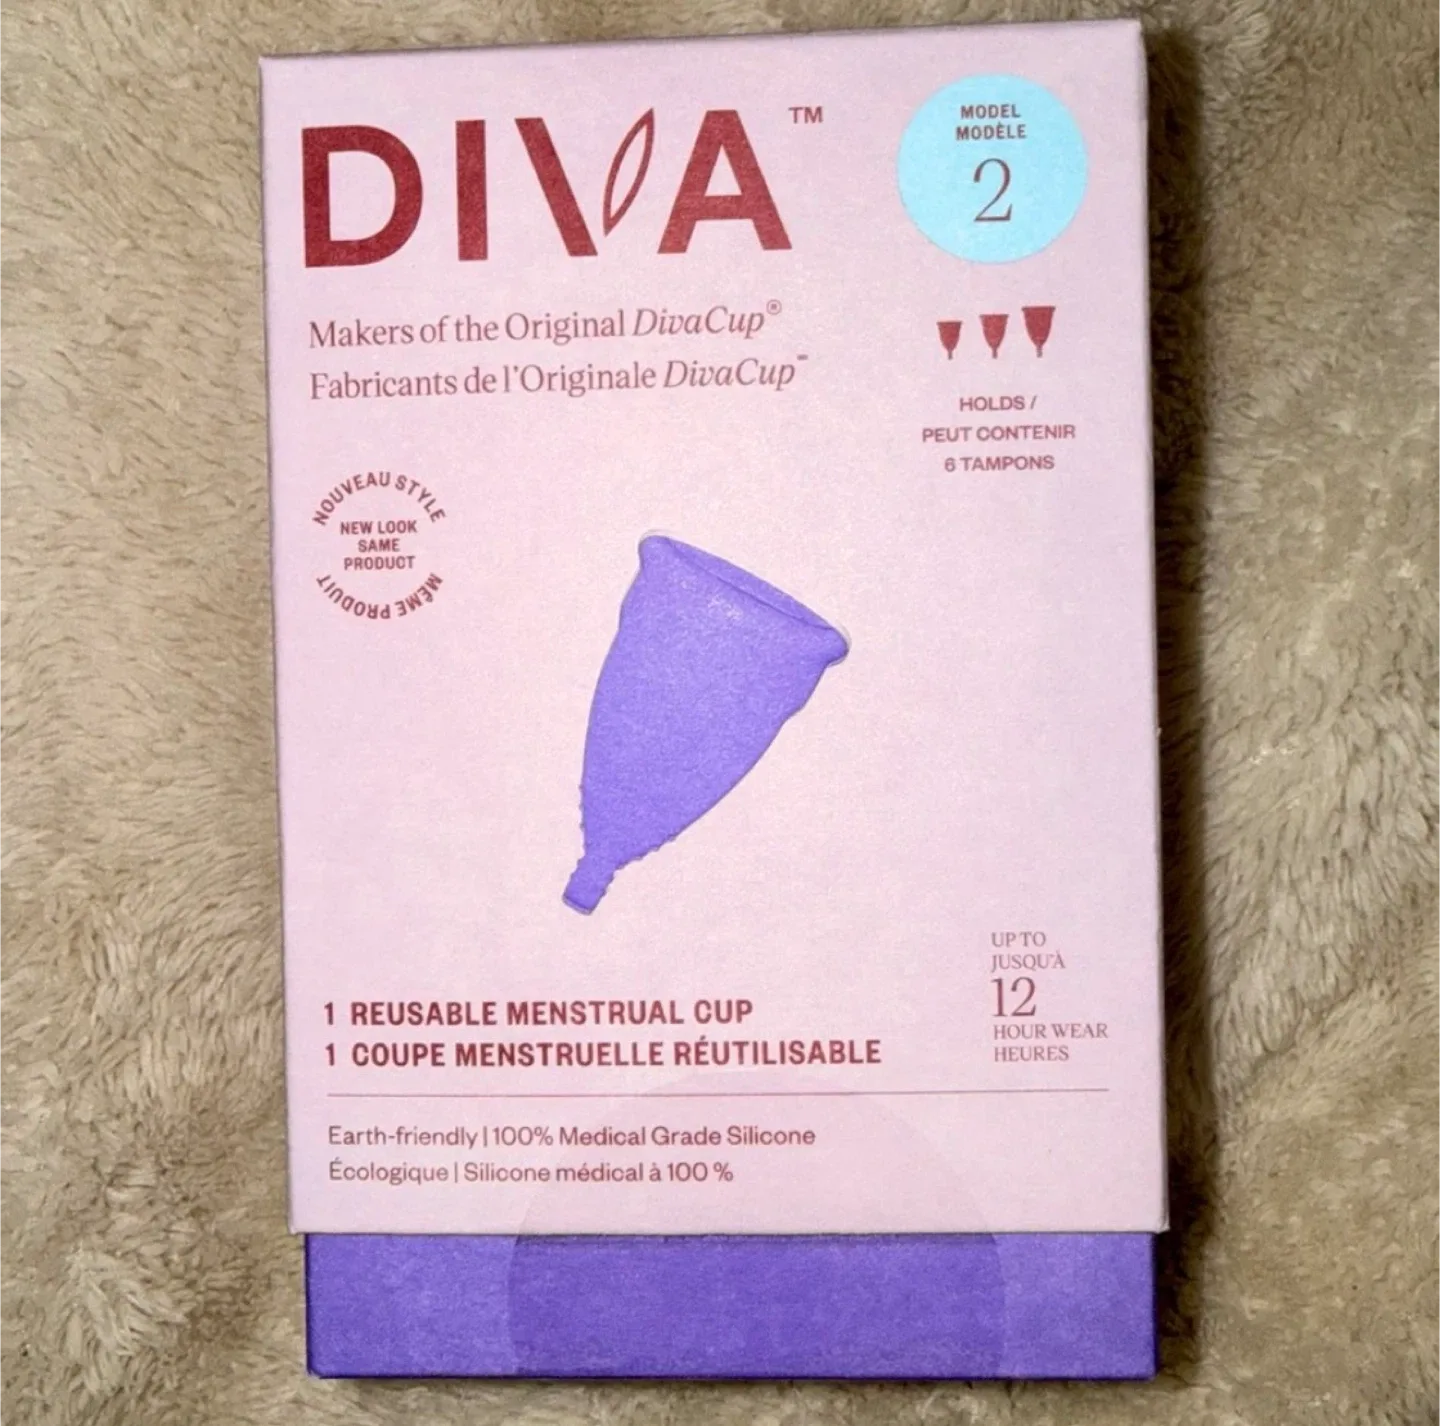 DIVA™
MODEL
MODÈLE
2
Makers of the Original DivaCup®
Fabricants de l'Originale DivaCup
HOLDS /
PEUT CONTENIR
6 TAMPONS
NOUVEAU STYLE
NEW LOOK
SAME
PRODUCT
MÊME PRODUIT
UP TO
JUSQU'À
12
HOUR WEAR
HEURES
1 REUSABLE MENSTRUAL CUP
1 COUPE MENSTRUELLE RÉUTILISABLE
Earth-friendly | 100% Medical Grade Silicone
Écologique | Silicone médical à 100 %